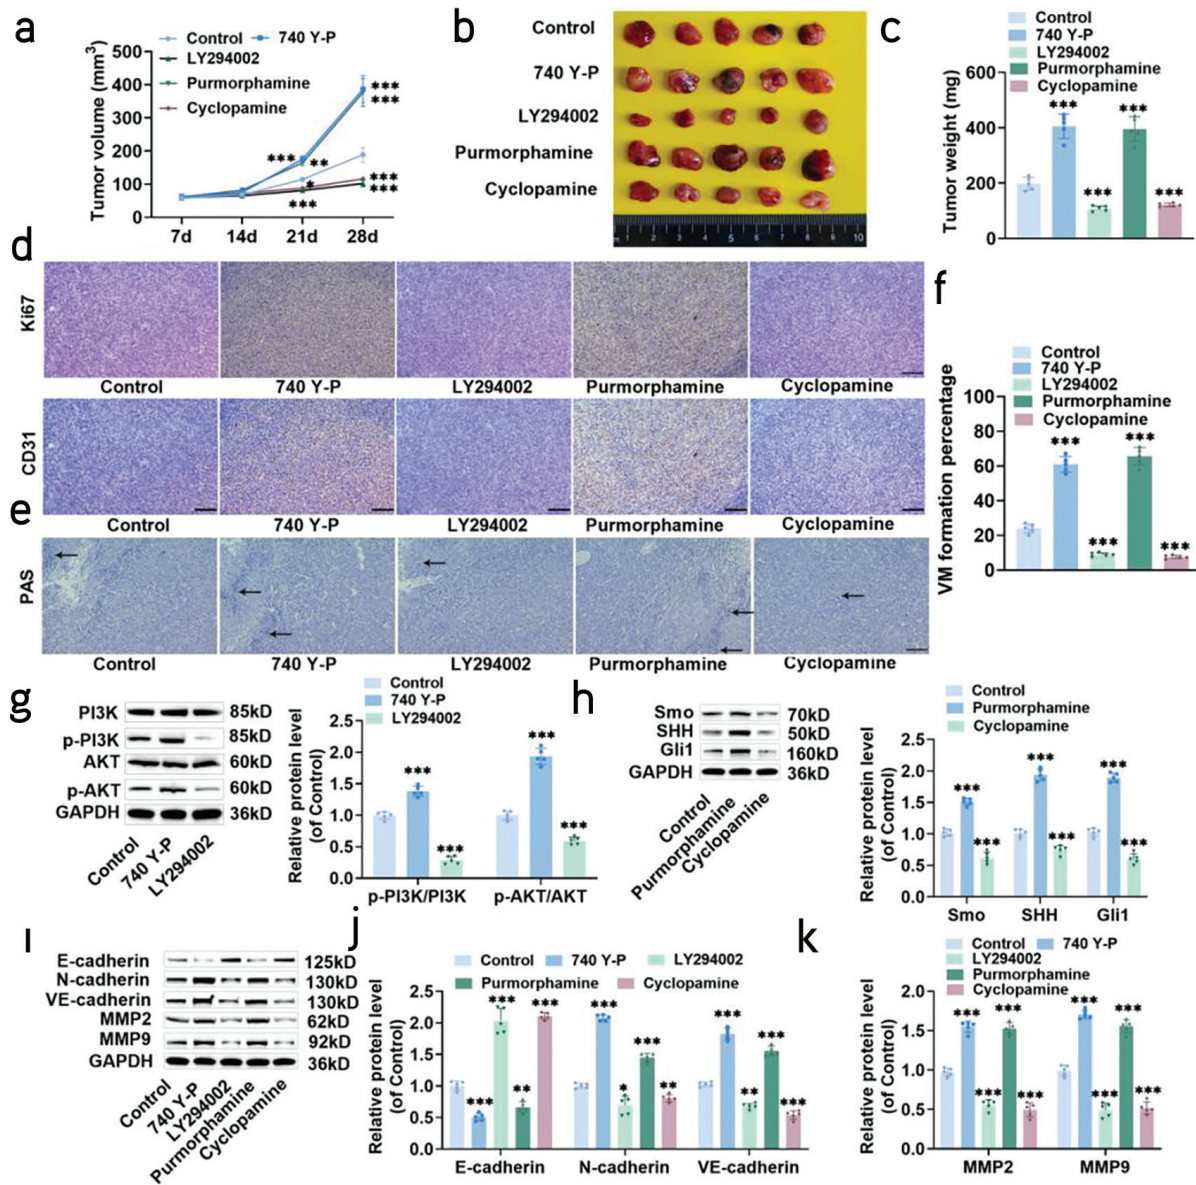 a
Control 740 Y-P
LY294002
Purmorphamine
Cyclopamine
Tumor volume (mm3)
500
400
300
200
100
0
7d 14d 21d 28d
***
***
*** **
*
***
***
***
b
Control
740 Y-P
LY294002
Purmorphamine
Cyclopamine
1 2 3 4 5 6 7 8 9 10
c
Control
740 Y-P
LY294002
Purmorphamine
Cyclopamine
Tumor weight (mg)
600
400
200
0
*** *** *** ***
d
Ki67
Control 740 Y-P LY294002 Purmorphamine Cyclopamine
CD31
Control 740 Y-P LY294002 Purmorphamine Cyclopamine
e
PAS
Control 740 Y-P LY294002 Purmorphamine Cyclopamine
f
Control
740 Y-P
LY294002
Purmorphamine
Cyclopamine
VM formation percentage
100
80
60
40
20
0
*** *** *** ***
g
PI3K 85kD
p-PI3K 85kD
AKT 60kD
p-AKT 60kD
GAPDH 36kD
Control
740 Y-P
LY294002
Control
740 Y-P
LY294002
Relative protein level
(of Control)
2.5
2.0
1.5
1.0
0.5
0.0
*** *** *** ***
p-PI3K/PI3K p-AKT/AKT
h
Smo 70kD
SHH 50kD
Gli1 160kD
GAPDH 36kD
Control
Purmorphamine
Cyclopamine
Control
Purmorphamine
Cyclopamine
Relative protein level
(of Control)
2.5
2.0
1.5
1.0
0.5
0.0
*** *** *** *** *** ***
Smo SHH Gli1
I
E-cadherin 125kD
N-cadherin 130kD
VE-cadherin 130kD
MMP2 62kD
MMP9 92kD
GAPDH 36kD
Control
740 Y-P
LY294002
Purmorphamine
Cyclopamine
j
Control 740 Y-P LY294002
Purmorphamine Cyclopamine
Relative protein level
(of Control)
2.5
2.0
1.5
1.0
0.5
0.0
*** *** ** *** *** * *** ** *** ** *** ***
E-cadherin N-cadherin VE-cadherin
k
Control 740 Y-P
LY294002
Purmorphamine
Cyclopamine
Relative protein level
(of Control)
2.0
1.5
1.0
0.5
0.0
*** *** *** *** *** *** *** ***
MMP2 MMP9